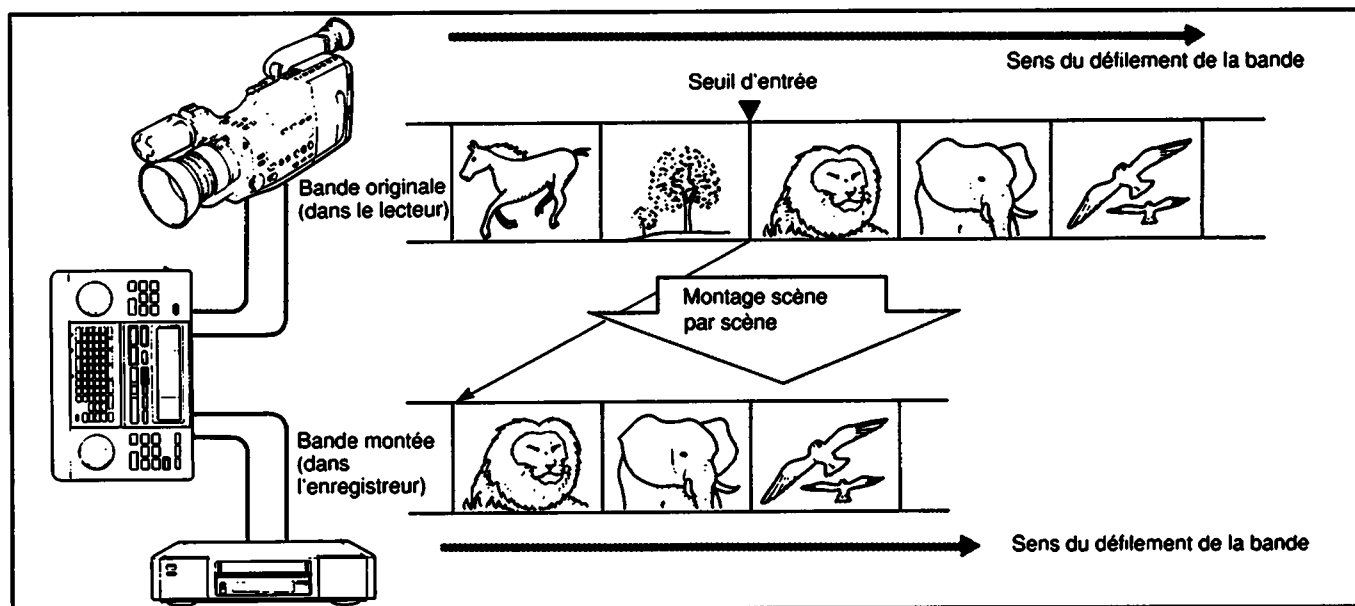 Sens du défilement de la bande
Seuil d'entrée
Bande originale
(dans le lecteur)
Montage scène
par scène
Bande montée
(dans
l'enregistreur)
Sens du défilement de la bande